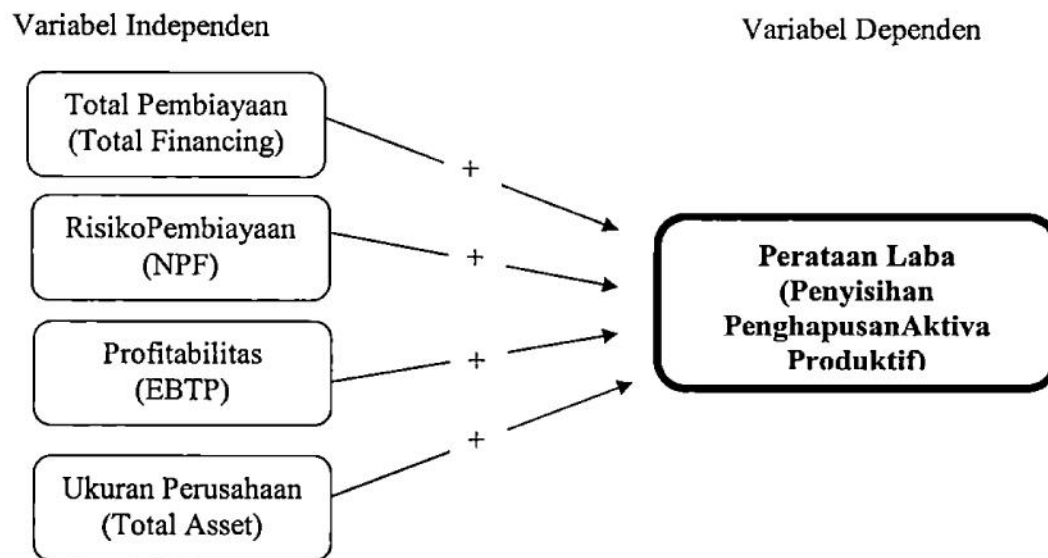 Variabel Independen
Variabel Dependen
Total Pembiayaan
(Total Financing)
+
RisikoPembiayaan
(NPF)
+
Perataan Laba
(Penyisihan
PenghapusanAktiva
Produktif)
Profitabilitas
(EBTP)
+
+
Ukuran Perusahaan
(Total Asset)